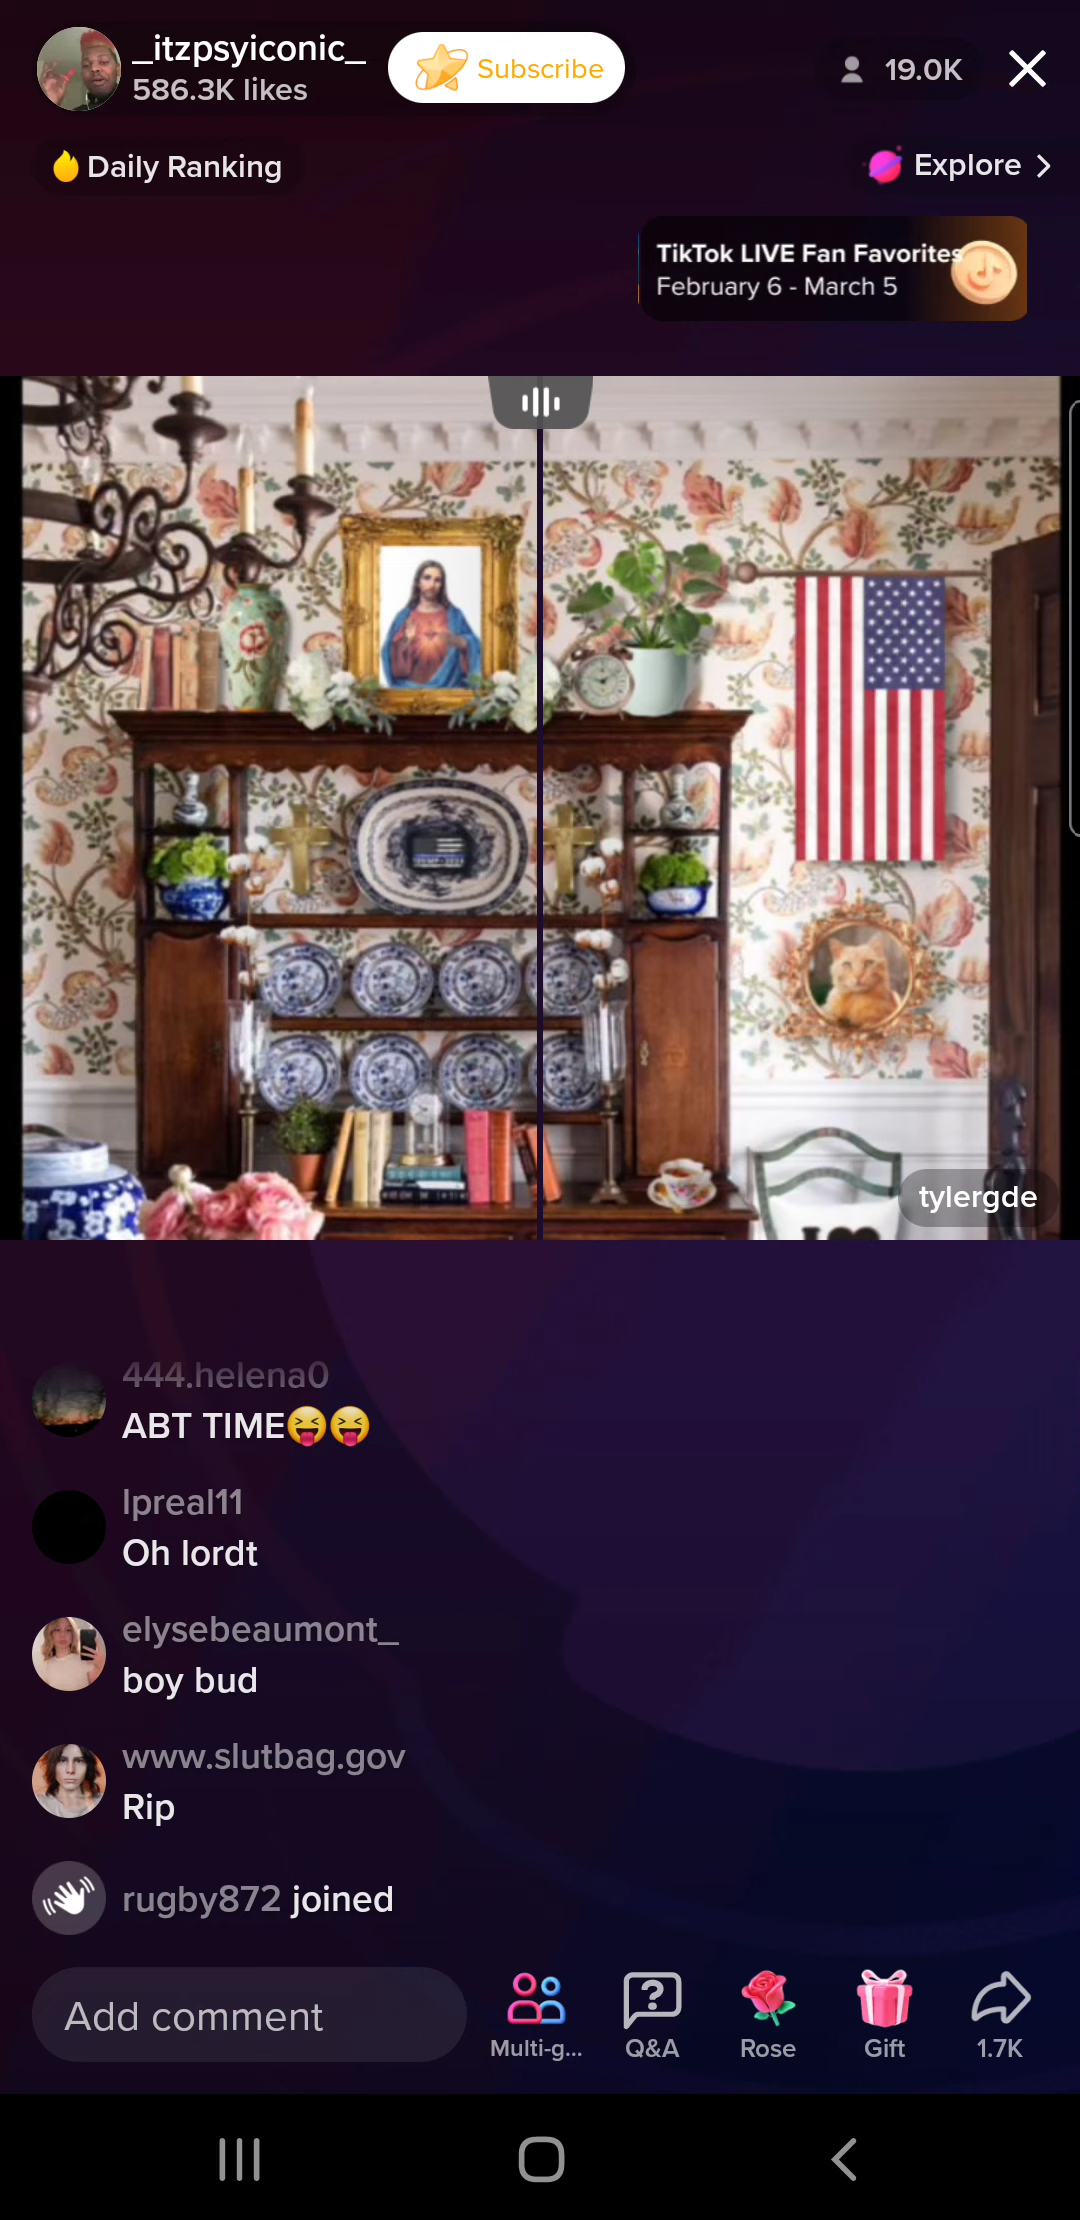 _itzpsyiconic_
586.3K likes
Subscribe
19.0K
Daily Ranking
Explore
TikTok LIVE Fan Favorites
February 6 - March 5
tylergde
444.helena0
ABT TIME😝😝
lpreal11
Oh lordt
elysebeaumont_
boy bud
www.slutbag.gov
Rip
rugby872 joined
Add comment
Multi-g...
Q&A
Rose
Gift
1.7K